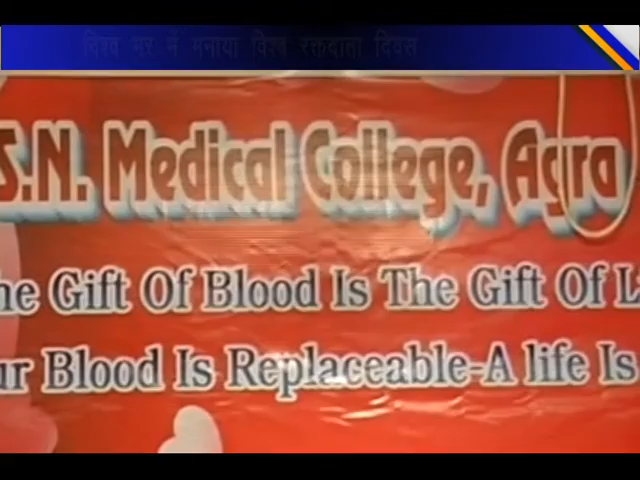 विश्व भर में मनाया विश्व रक्तदाता दिवस
S.N. Medical College, Agra
he Gift Of Blood Is The Gift Of L
ur Blood Is Replaceable-A life Is